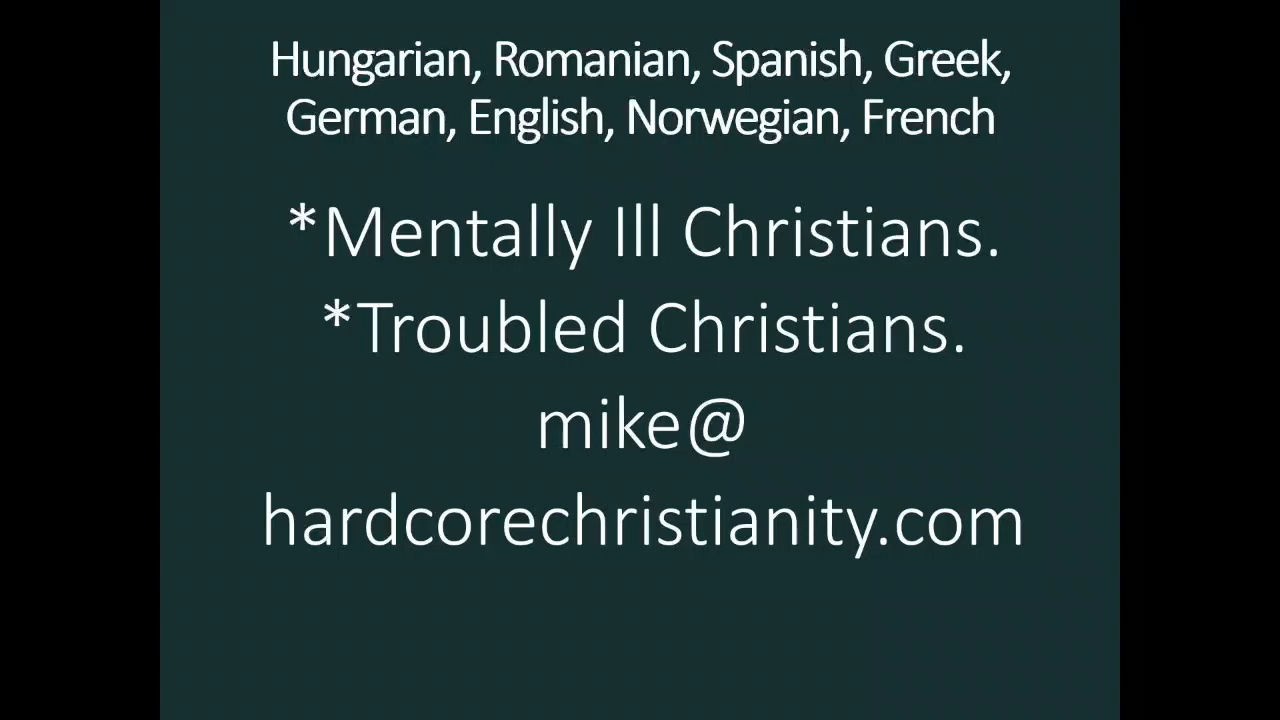 Hungarian, Romanian, Spanish, Greek,
German, English, Norwegian, French
*Mentally Ill Christians.
*Troubled Christians.
mike@
hardcorechristianity.com